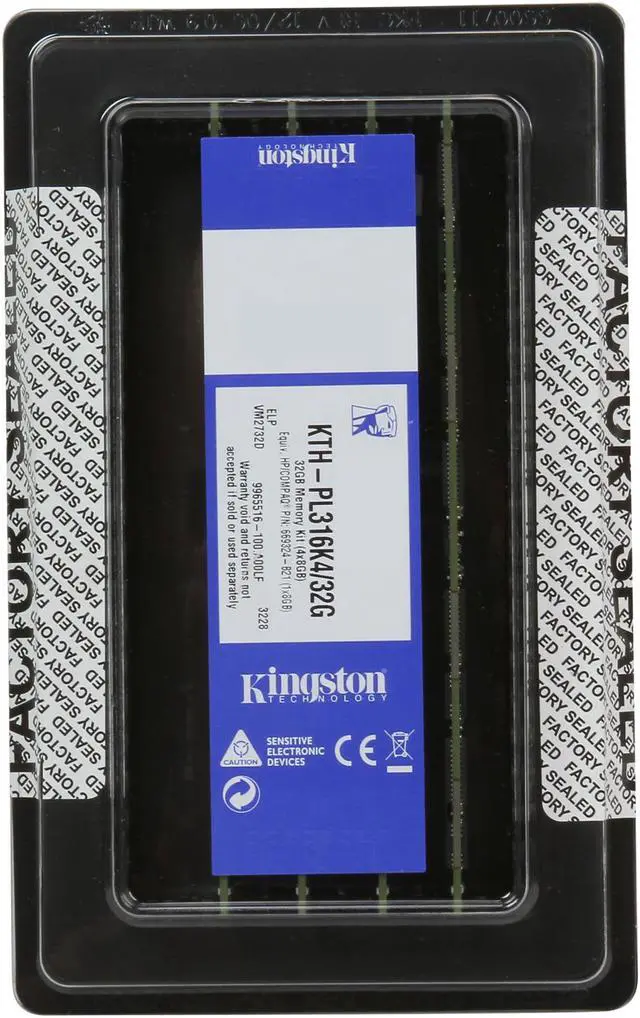 Kingston
TECHNOLOGY
KTH-PL316K4/32G
32GB Memory Kit (4x8GB)
Equiv. HP/COMPAQ® P/N: 669324-B21 (1x8GB)
ELP
VM2732D 9965516-100.A00LF 3228
Warranty void and returns not
accepted if sold or used separately
Kingston
TECHNOLOGY
CAUTION
SENSITIVE
ELECTRONIC
DEVICES
CE
FACTORY SEALED
FACTORY SEALED